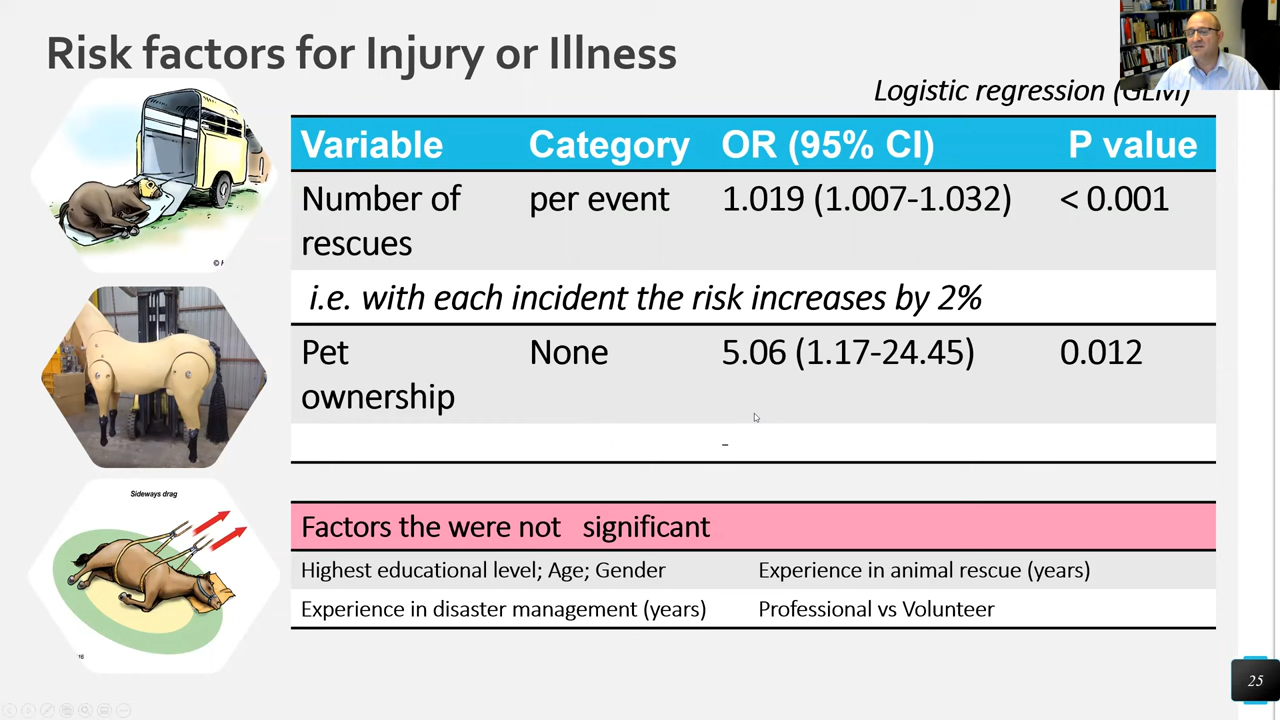 Risk factors for Injury or Illness
Logistic regression (GLM)
Variable Category OR (95% CI) P value
Number of rescues per event 1.019 (1.007-1.032) < 0.001
i.e. with each incident the risk increases by 2%
Pet ownership None 5.06 (1.17-24.45) 0.012
-
Sideways drag
Factors the were not significant
Highest educational level; Age; Gender Experience in animal rescue (years)
Experience in disaster management (years) Professional vs Volunteer
25